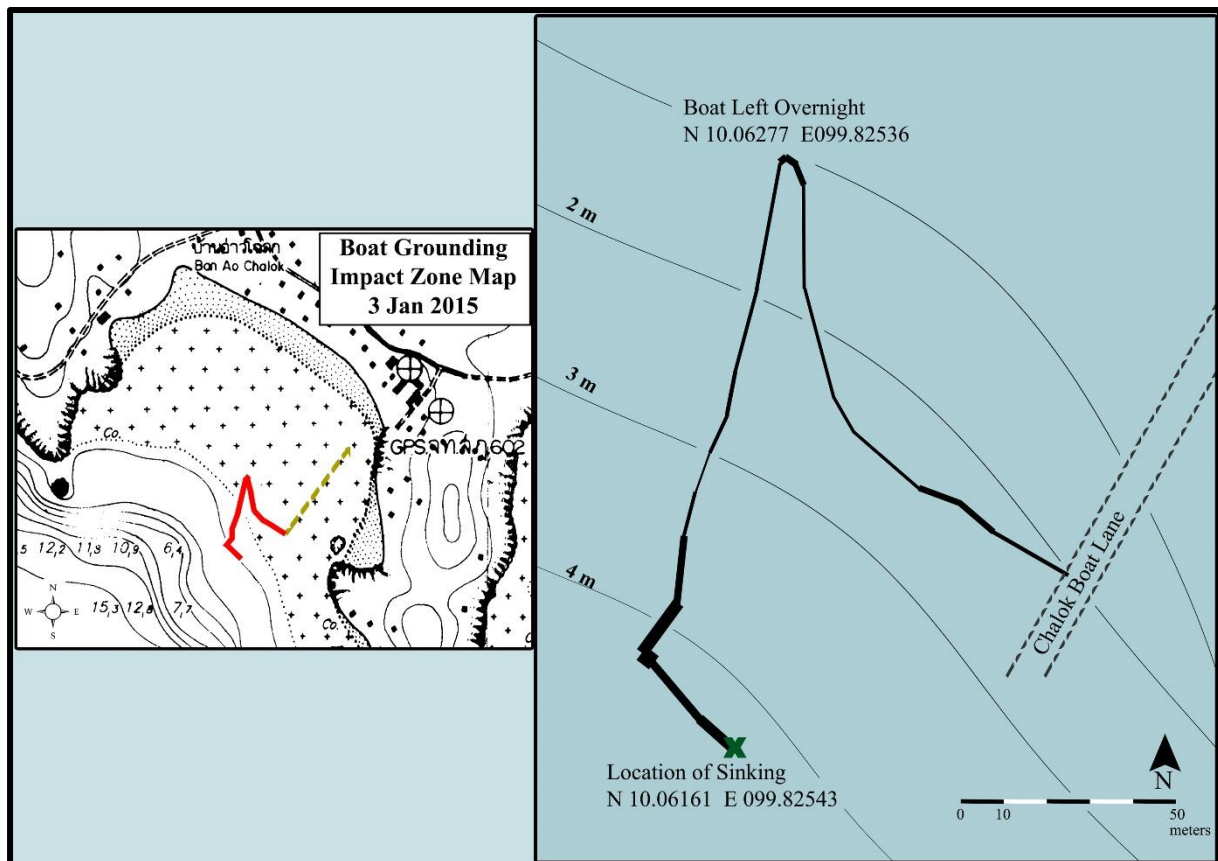 บ้านอ่าวโฉลก
Ban Ao Chalok
Boat Grounding
Impact Zone Map
3 Jan 2015
Co.
12,2 11,3 10,9 6,4
15,3 12,8 7,7
N
W E
S
Co.
Boat Left Overnight
N 10.06277 E099.82536
2 m
3 m
4 m
Chalok Boat Lane
Location of Sinking
N 10.06161 E 099.82543
N
0 10 50
meters